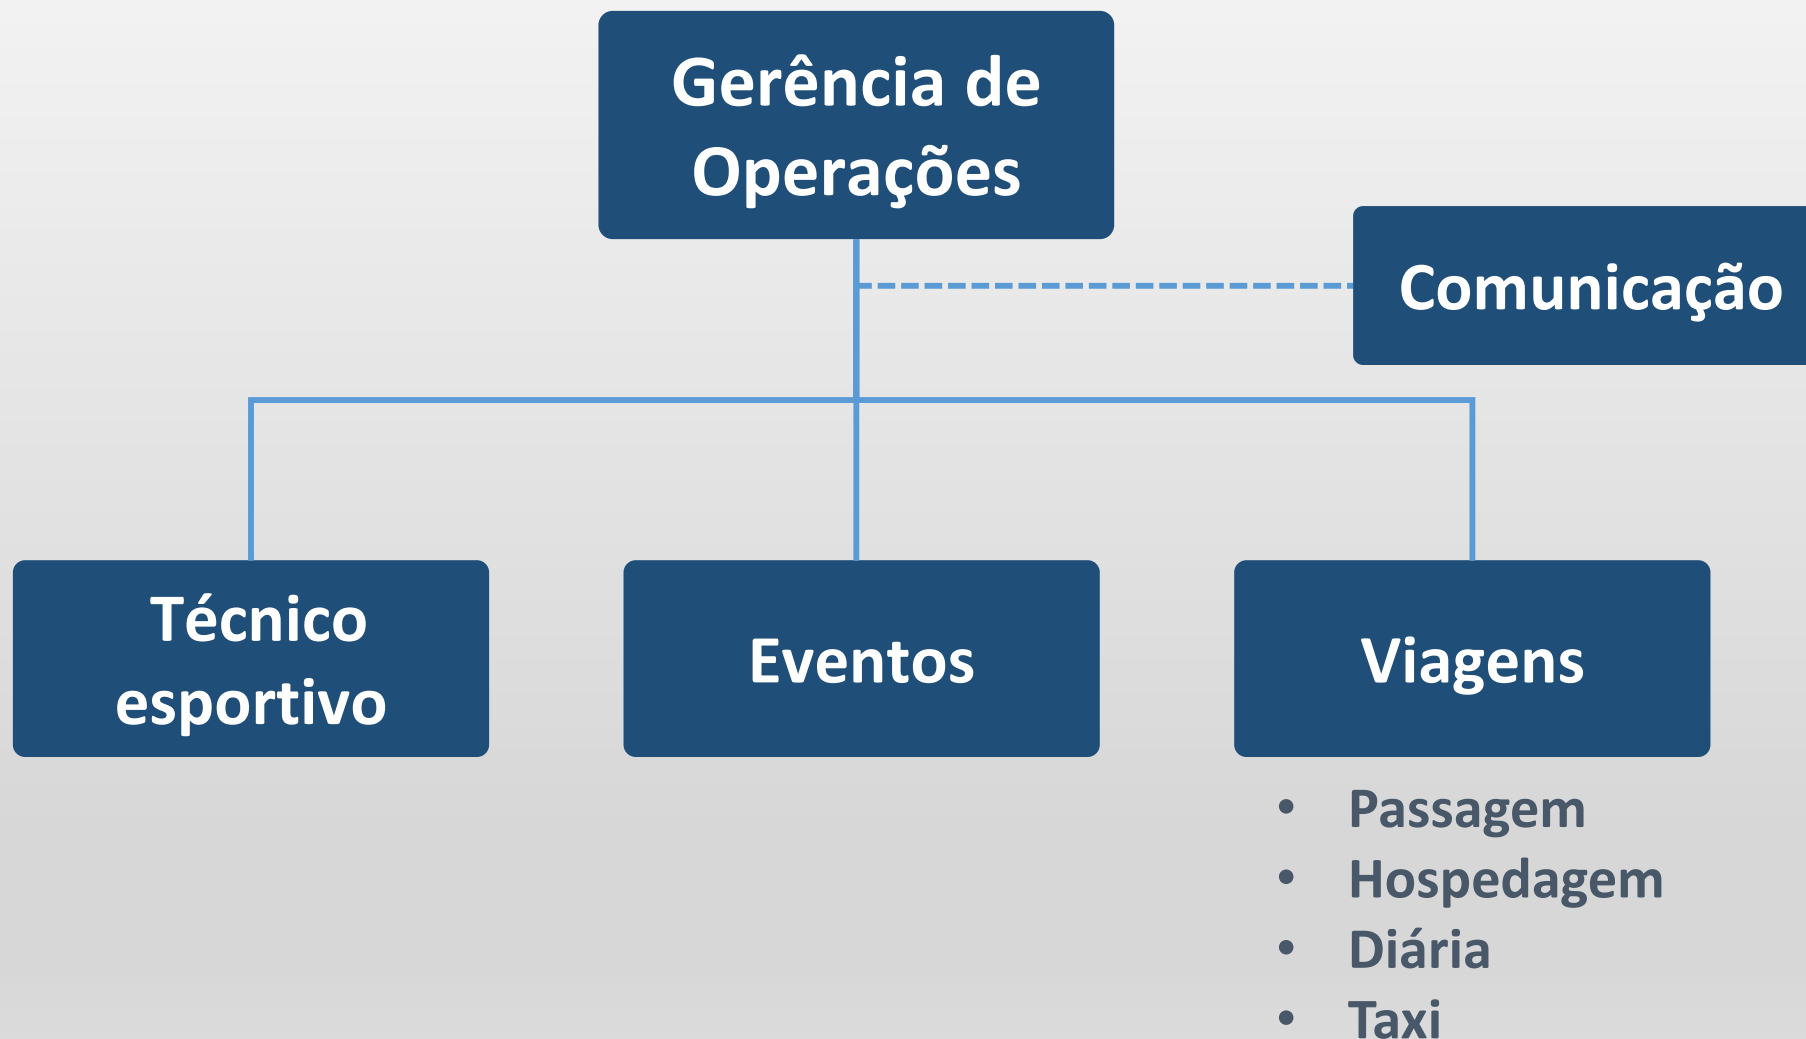 Gerência de
Operações
Comunicação
Técnico
esportivo
Eventos
Viagens
• Passagem
• Hospedagem
• Diária
• Taxi